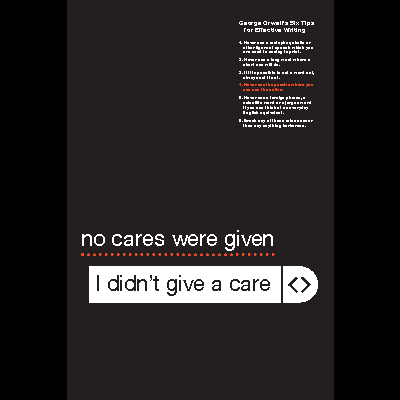 George Orwell's Six Tips
for Effective Writing
1. Never use a metaphor, simile or
other figure of speech which you
are used to seeing in print.
2. Never use a long word where a
short one will do.
3. If it is possible to cut a word out,
always cut it out.
4. Never use the passive where you
can use the active.
5. Never use a foreign phrase, a
scientific word or a jargon word
if you can think of an everyday
English equivalent.
6. Break any of these rules sooner
than say anything barbarous.
no cares were given
I didn't give a care